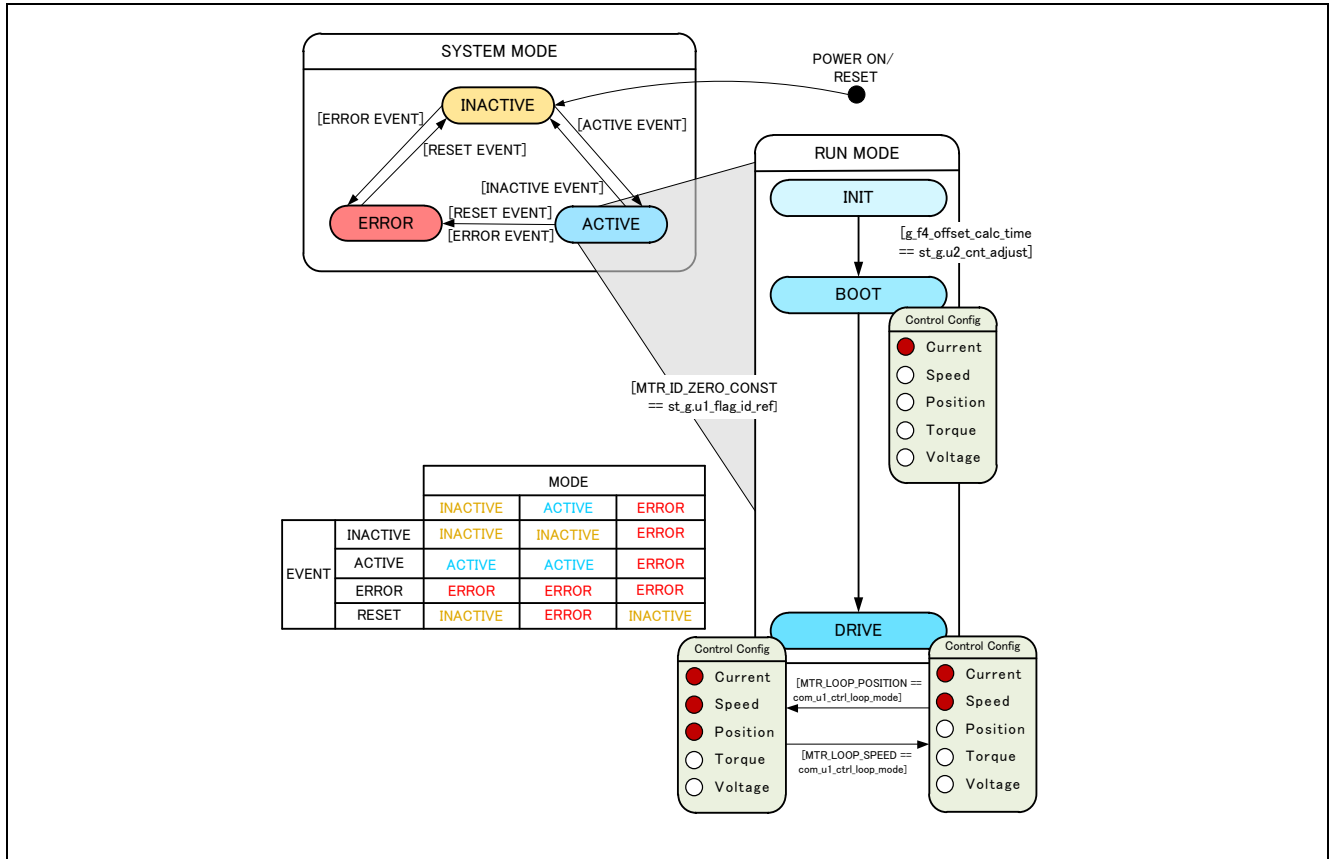 SYSTEM MODE
POWER ON/
RESET
INACTIVE
[ERROR EVENT]
[ACTIVE EVENT]
[RESET EVENT]
[INACTIVE EVENT]
ERROR
[RESET EVENT]
[ERROR EVENT]
ACTIVE
RUN MODE
INIT
[g_f4_offset_calc_time
== st_g.u2_cnt_adjust]
BOOT
Control Config
Current
Speed
Position
Torque
Voltage
[MTR_ID_ZERO_CONST
== st_g.u1_flag_id_ref]
MODE
INACTIVE ACTIVE ERROR
EVENT
INACTIVE INACTIVE INACTIVE ERROR
ACTIVE ACTIVE ACTIVE ERROR
ERROR ERROR ERROR ERROR
RESET INACTIVE ERROR INACTIVE
DRIVE
Control Config
Current
Speed
Position
Torque
Voltage
[MTR_LOOP_POSITION ==
com_u1_ctrl_loop_mode]
[MTR_LOOP_SPEED ==
com_u1_ctrl_loop_mode]
Control Config
Current
Speed
Position
Torque
Voltage